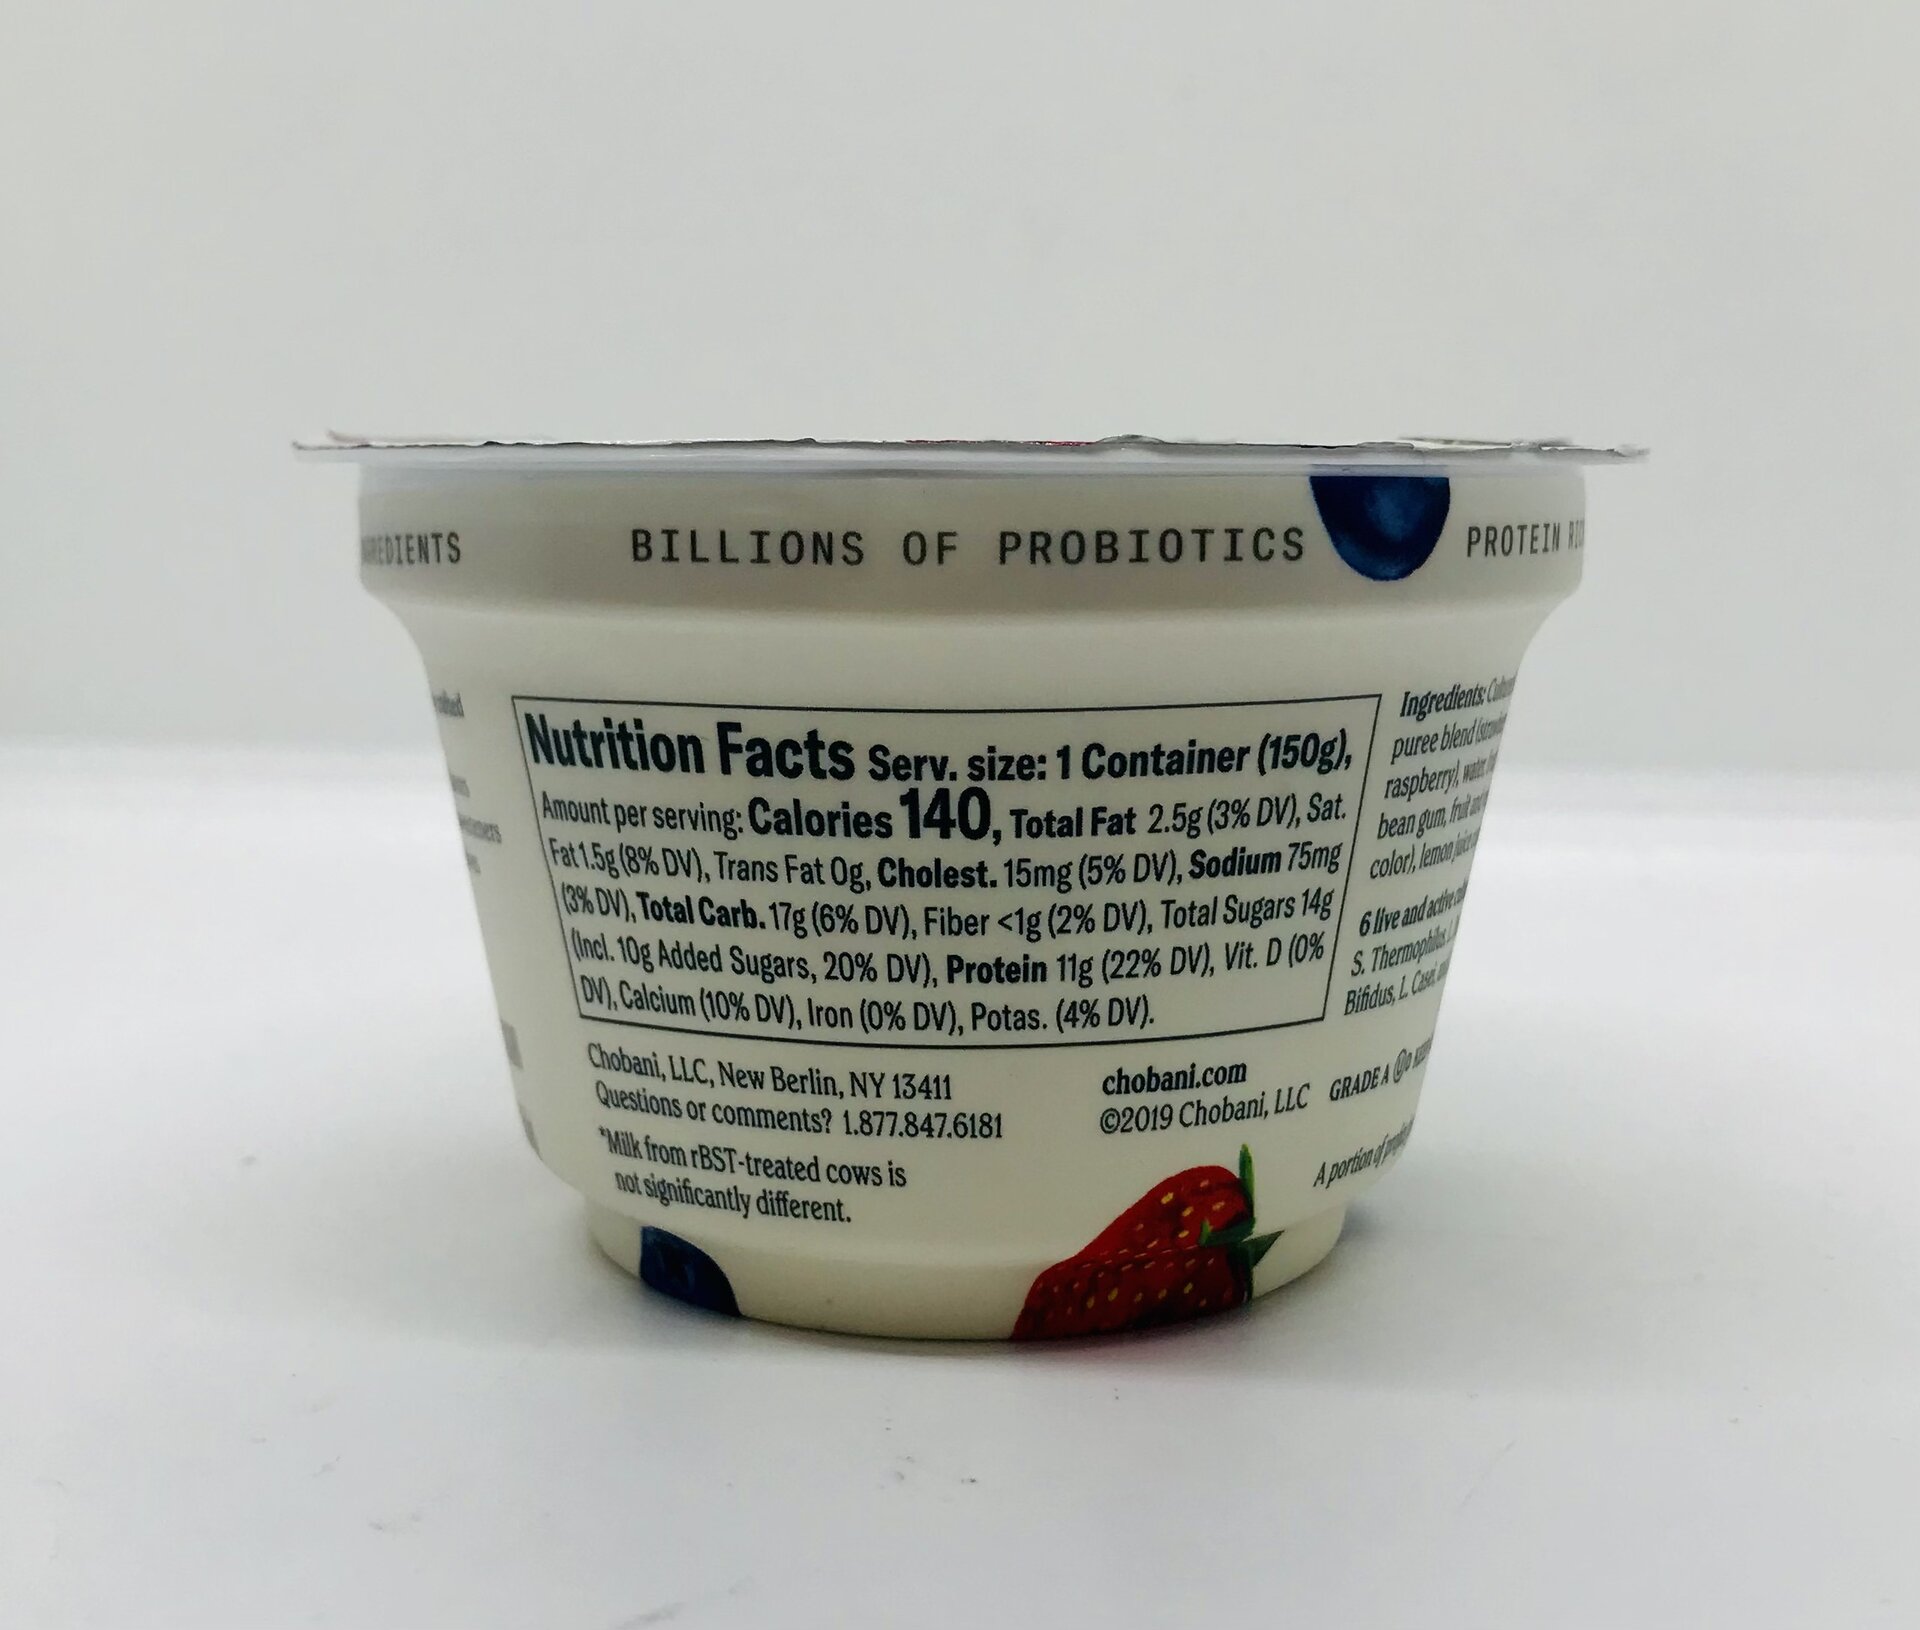 BILLIONS OF PROBIOTICS
PROTEIN
Nutrition Facts Serv. size: 1 Container (150g),
Amount per serving: Calories 140, Total Fat 2.5g (3% DV), Sat.
Fat 1.5g (8% DV), Trans Fat 0g, Cholest. 15mg (5% DV), Sodium 75mg
(3% DV), Total Carb. 17g (6% DV), Fiber <1g (2% DV), Total Sugars 14g
(Incl. 10g Added Sugars, 20% DV), Protein 11g (22% DV), Vit. D (0%
DV), Calcium (10% DV), Iron (0% DV), Potas. (4% DV).
Chobani, LLC, New Berlin, NY 13411
Questions or comments? 1.877.847.6181
*Milk from rBST-treated cows is
not significantly different.
chobani.com
©2019 Chobani, LLC
Ingredients:
puree blend
raspberry), water,
bean gum, fruit and
color), lemon juice
6 live and active
S. Thermophilus,
Bifidus, L. Casei,
GRADE A
A portion of